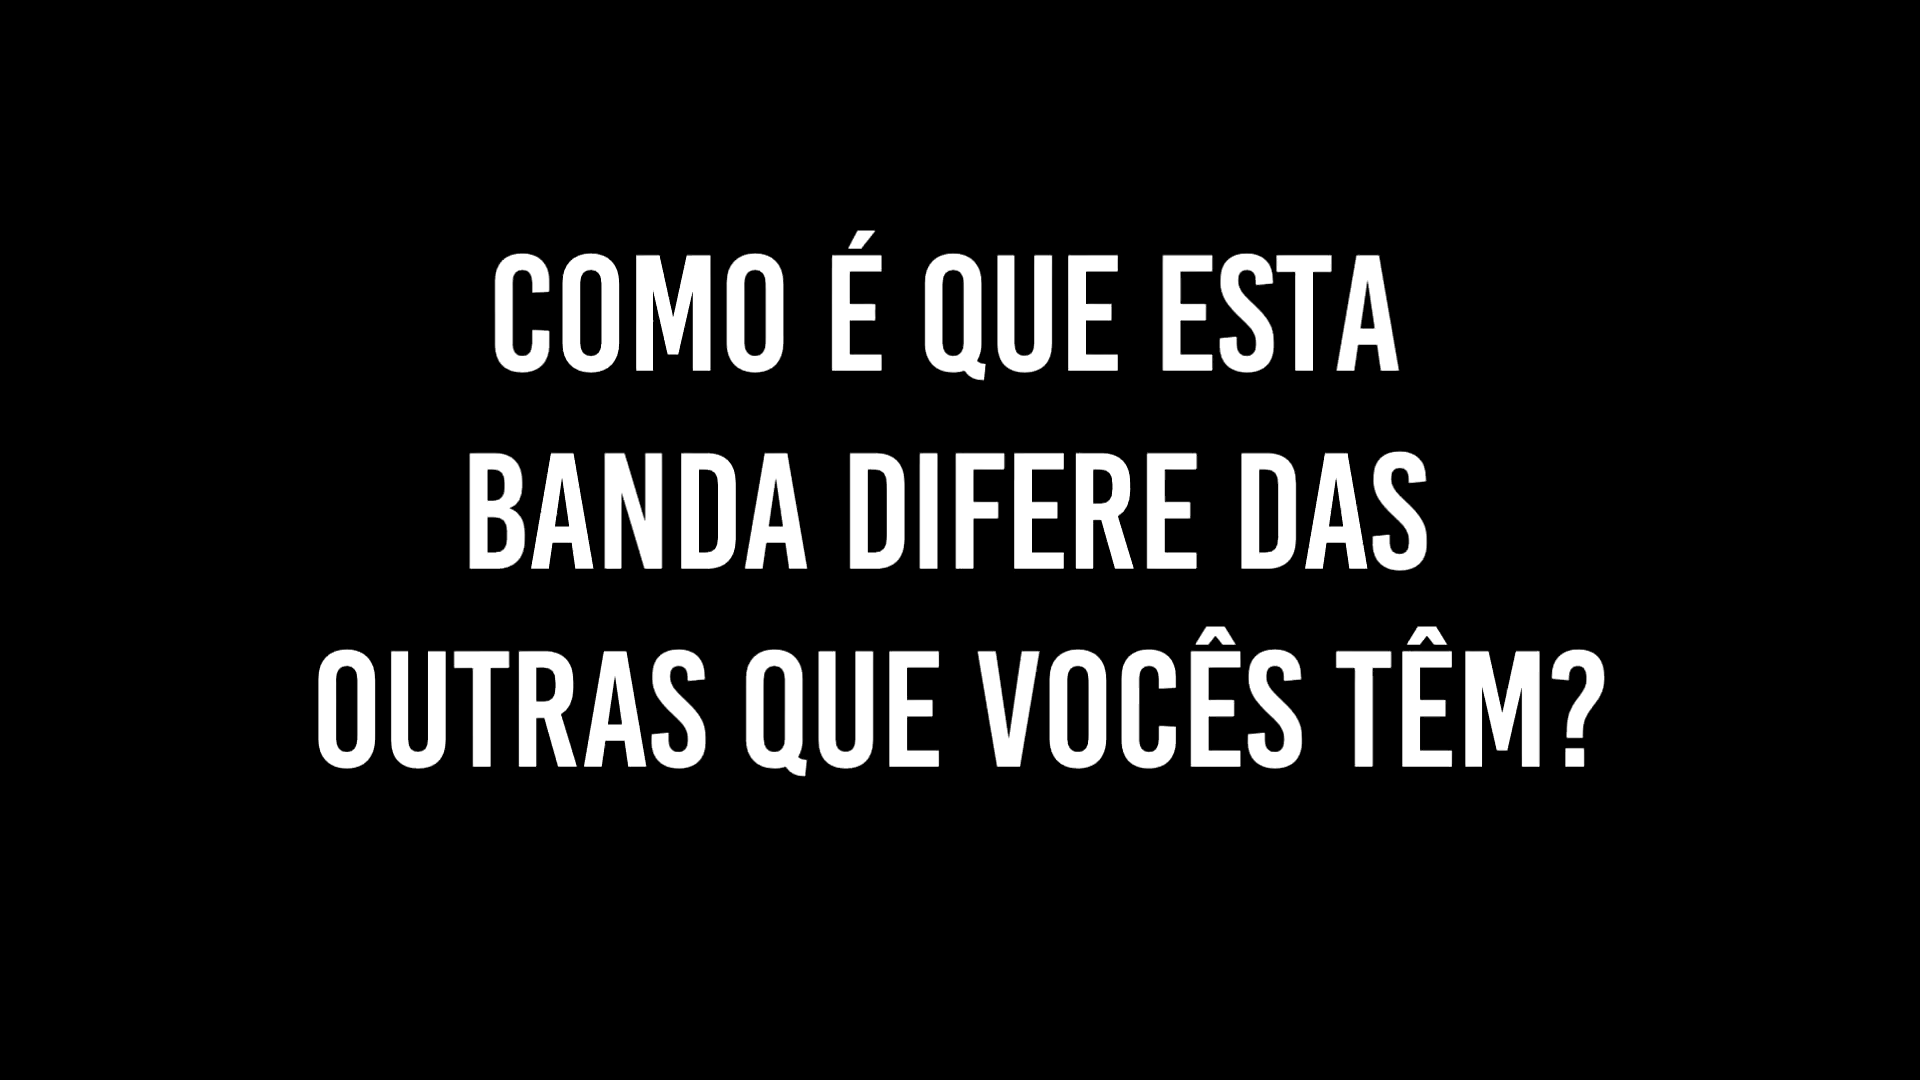 COMO É QUE ESTA
BANDA DIFERE DAS
OUTRAS QUE VOCÊS TÊM?